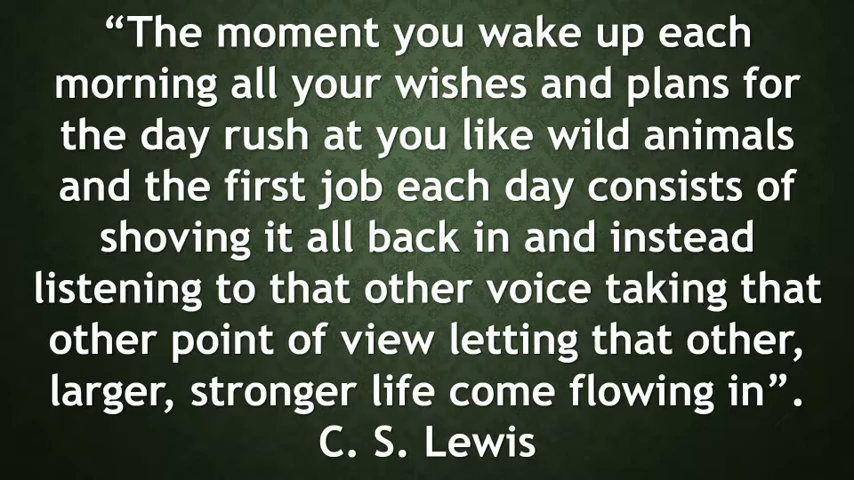 “The moment you wake up each
morning all your wishes and plans for
the day rush at you like wild animals
and the first job each day consists of
shoving it all back in and instead
listening to that other voice taking that
other point of view letting that other,
larger, stronger life come flowing in”.
C. S. Lewis